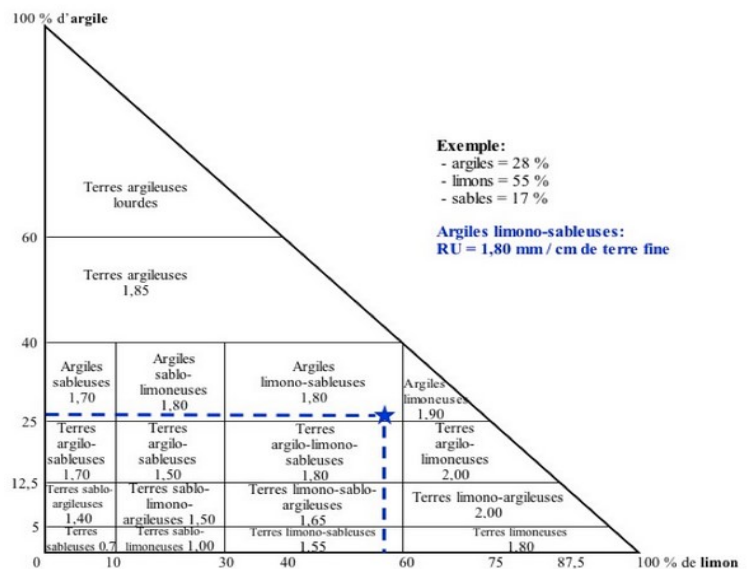 100 % d'argile
Exemple:
- argiles = 28 %
- limons = 55 %
- sables = 17 %
Argiles limono-sableuses:
RU = 1,80 mm / cm de terre fine
Terres argileuses
lourdes
60
Terres argileuses
1,85
40
Argiles
sableuses
1,70
Argiles
sablo-
limoneuses
1,80
Argiles
limono-sableuses
1,80
Argiles
limoneuses
1,90
25
Terres
argilo-
sableuses
1,70
Terres
argilo-
sableuses
1,50
Terres
argilo-limono-
sableuses
1,80
Terres
argilo-
limoneuses
2,00
12,5
Terres sablo-
argileuses
1,40
Terres sablo-
limono-
argileuses 1,50
Terres limono-sablo-
argileuses
1,65
Terres limono-argileuses
2.00
5
Terres
sableuses 0,7
Terres sablo-
limoneuses 1,00
Terres limono-sableuses
1.55
Terres limoneuses
1.80
0
10
30
40
60
75
87,5
100 % de limon